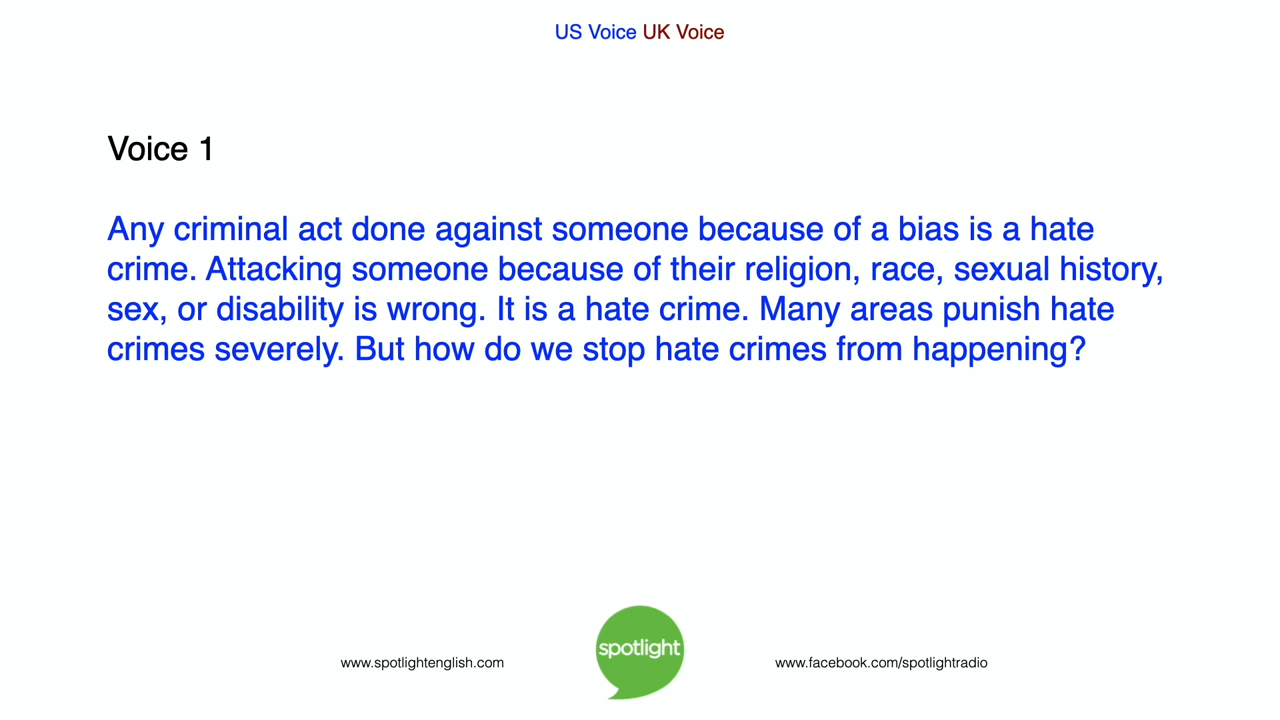 US Voice UK Voice
Voice 1
Any criminal act done against someone because of a bias is a hate
crime. Attacking someone because of their religion, race, sexual history,
sex, or disability is wrong. It is a hate crime. Many areas punish hate
crimes severely. But how do we stop hate crimes from happening?
spotlight
www.spotlightenglish.com
www.facebook.com/spotlightradio